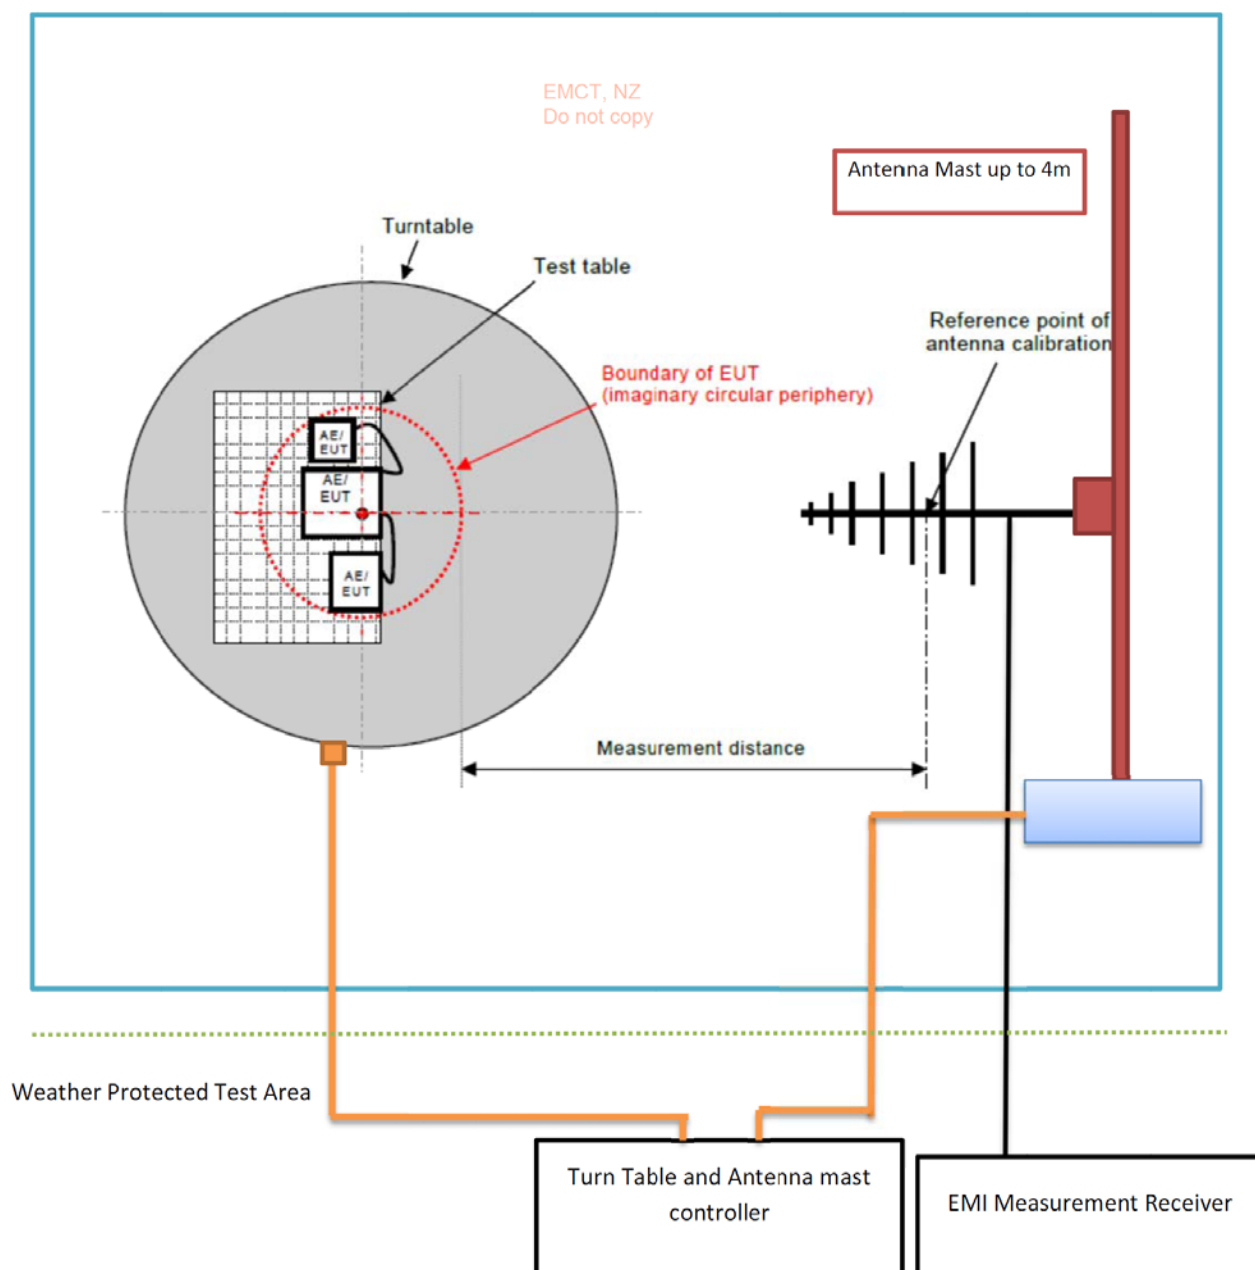 EMCT, NZ
Do not copy
Antenna Mast up to 4m
Turntable
Test table
Reference point of
antenna calibration
Boundary of EUT
(imaginary circular periphery)
AE/
EUT
AE/
EUT
AE/
EUT
Measurement distance
Weather Protected Test Area
Turn Table and Antenna mast
controller
EMI Measurement Receiver